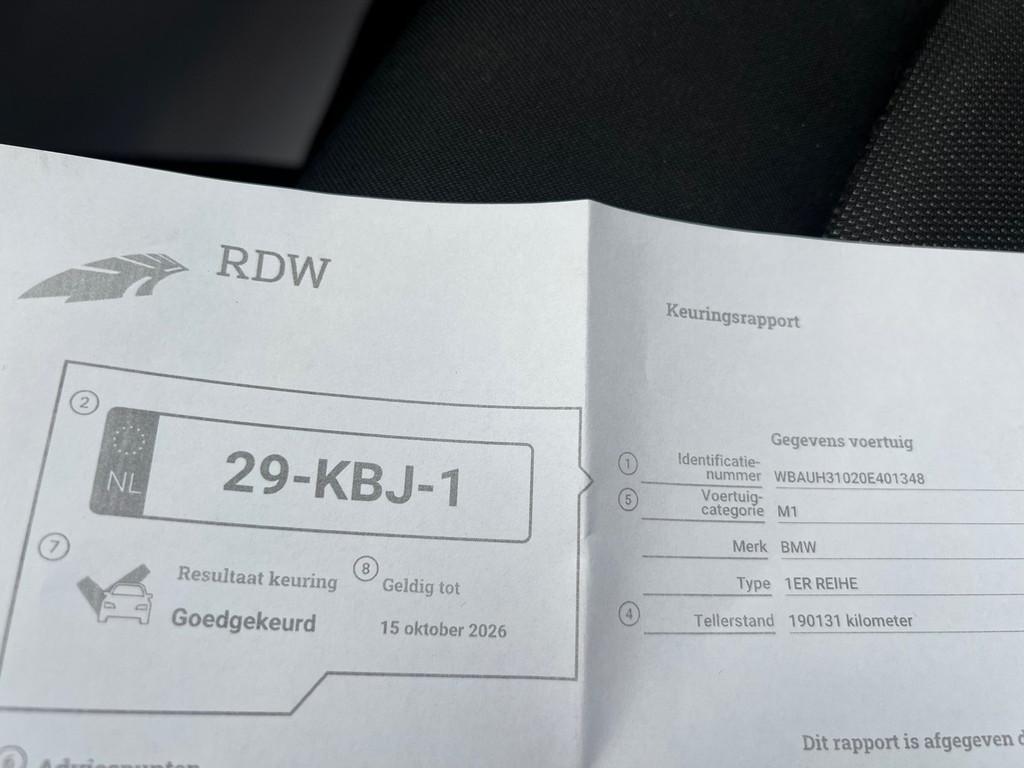 RDW
Keuringsrapport
2
NL
29-KBJ-1
7
Resultaat keuring
Goedgekeurd
8
Geldig tot
15 oktober 2026
Gegevens voertuig
1
Identificatie-
nummer WBAUH31020E401348
5
Voertuig-
categorie M1
Merk BMW
Type 1ER REIHE
4
Tellerstand 190131 kilometer
Dit rapport is afgegeven
6
Adviespunten